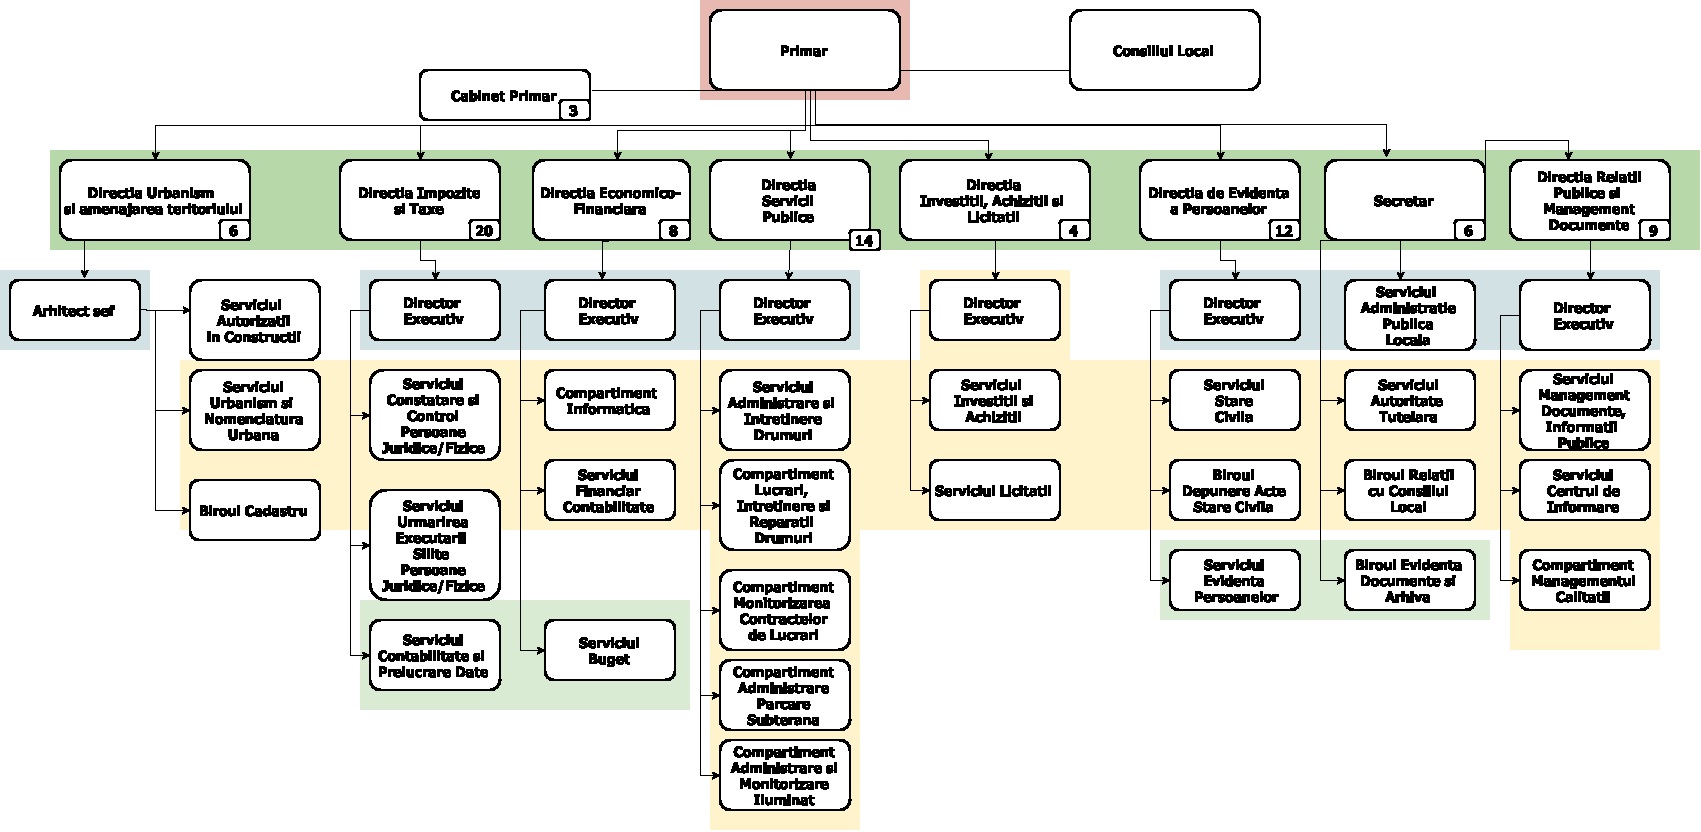 Primar
Consiliul Local
Cabinet Primar
3
Directia Urbanism
si amenajarea teritoriului
6
Directia Impozite
si Taxe
20
Directia Economico-
Financiara
8
Directia
Servicii
Publice
14
Directia
Investitii, Achizitii si
Licitatii
4
Directia de Evidenta
a Persoanelor
12
Secretar
6
Directia Relatii
Publice si
Management
Documente
9
Arhitect sef
Serviciul
Autorizatii
in Constructii
Director
Executiv
Director
Executiv
Director
Executiv
Director
Executiv
Director
Executiv
Serviciul
Administratie
Publica
Locala
Director
Executiv
Serviciul
Urbanism si
Nomenclatura
Urbana
Serviciul
Constatare si
Control
Persoane
Juridice/Fizice
Compartiment
Informatica
Serviciul
Administrare si
Intretinere
Drumuri
Serviciul
Investitii si
Achizitii
Serviciul
Stare
Civila
Serviciul
Autoritate
Tutelara
Serviciul
Management
Documente,
Informatii
Publice
Biroul Cadastru
Serviciul
Urmarirea
Executarii
Silite
Persoane
Juridice/Fizice
Serviciul
Financiar
Contabilitate
Compartiment
Lucrari,
Intretinere si
Reparatii
Drumuri
Serviciul Licitatii
Biroul
Depunere Acte
Stare Civila
Biroul Relatii
cu Consiliul
Local
Serviciul
Centrul de
Informare
Serviciul
Contabilitate si
Prelucrare Date
Serviciul
Buget
Compartiment
Monitorizarea
Contractelor
de Lucrari
Serviciul
Evidenta
Persoanelor
Biroul Evidenta
Documente si
Arhiva
Compartiment
Managementul
Calitatii
Compartiment
Administrare
Parcare
Subterana
Compartiment
Administrare si
Monitorizare
Iluminat